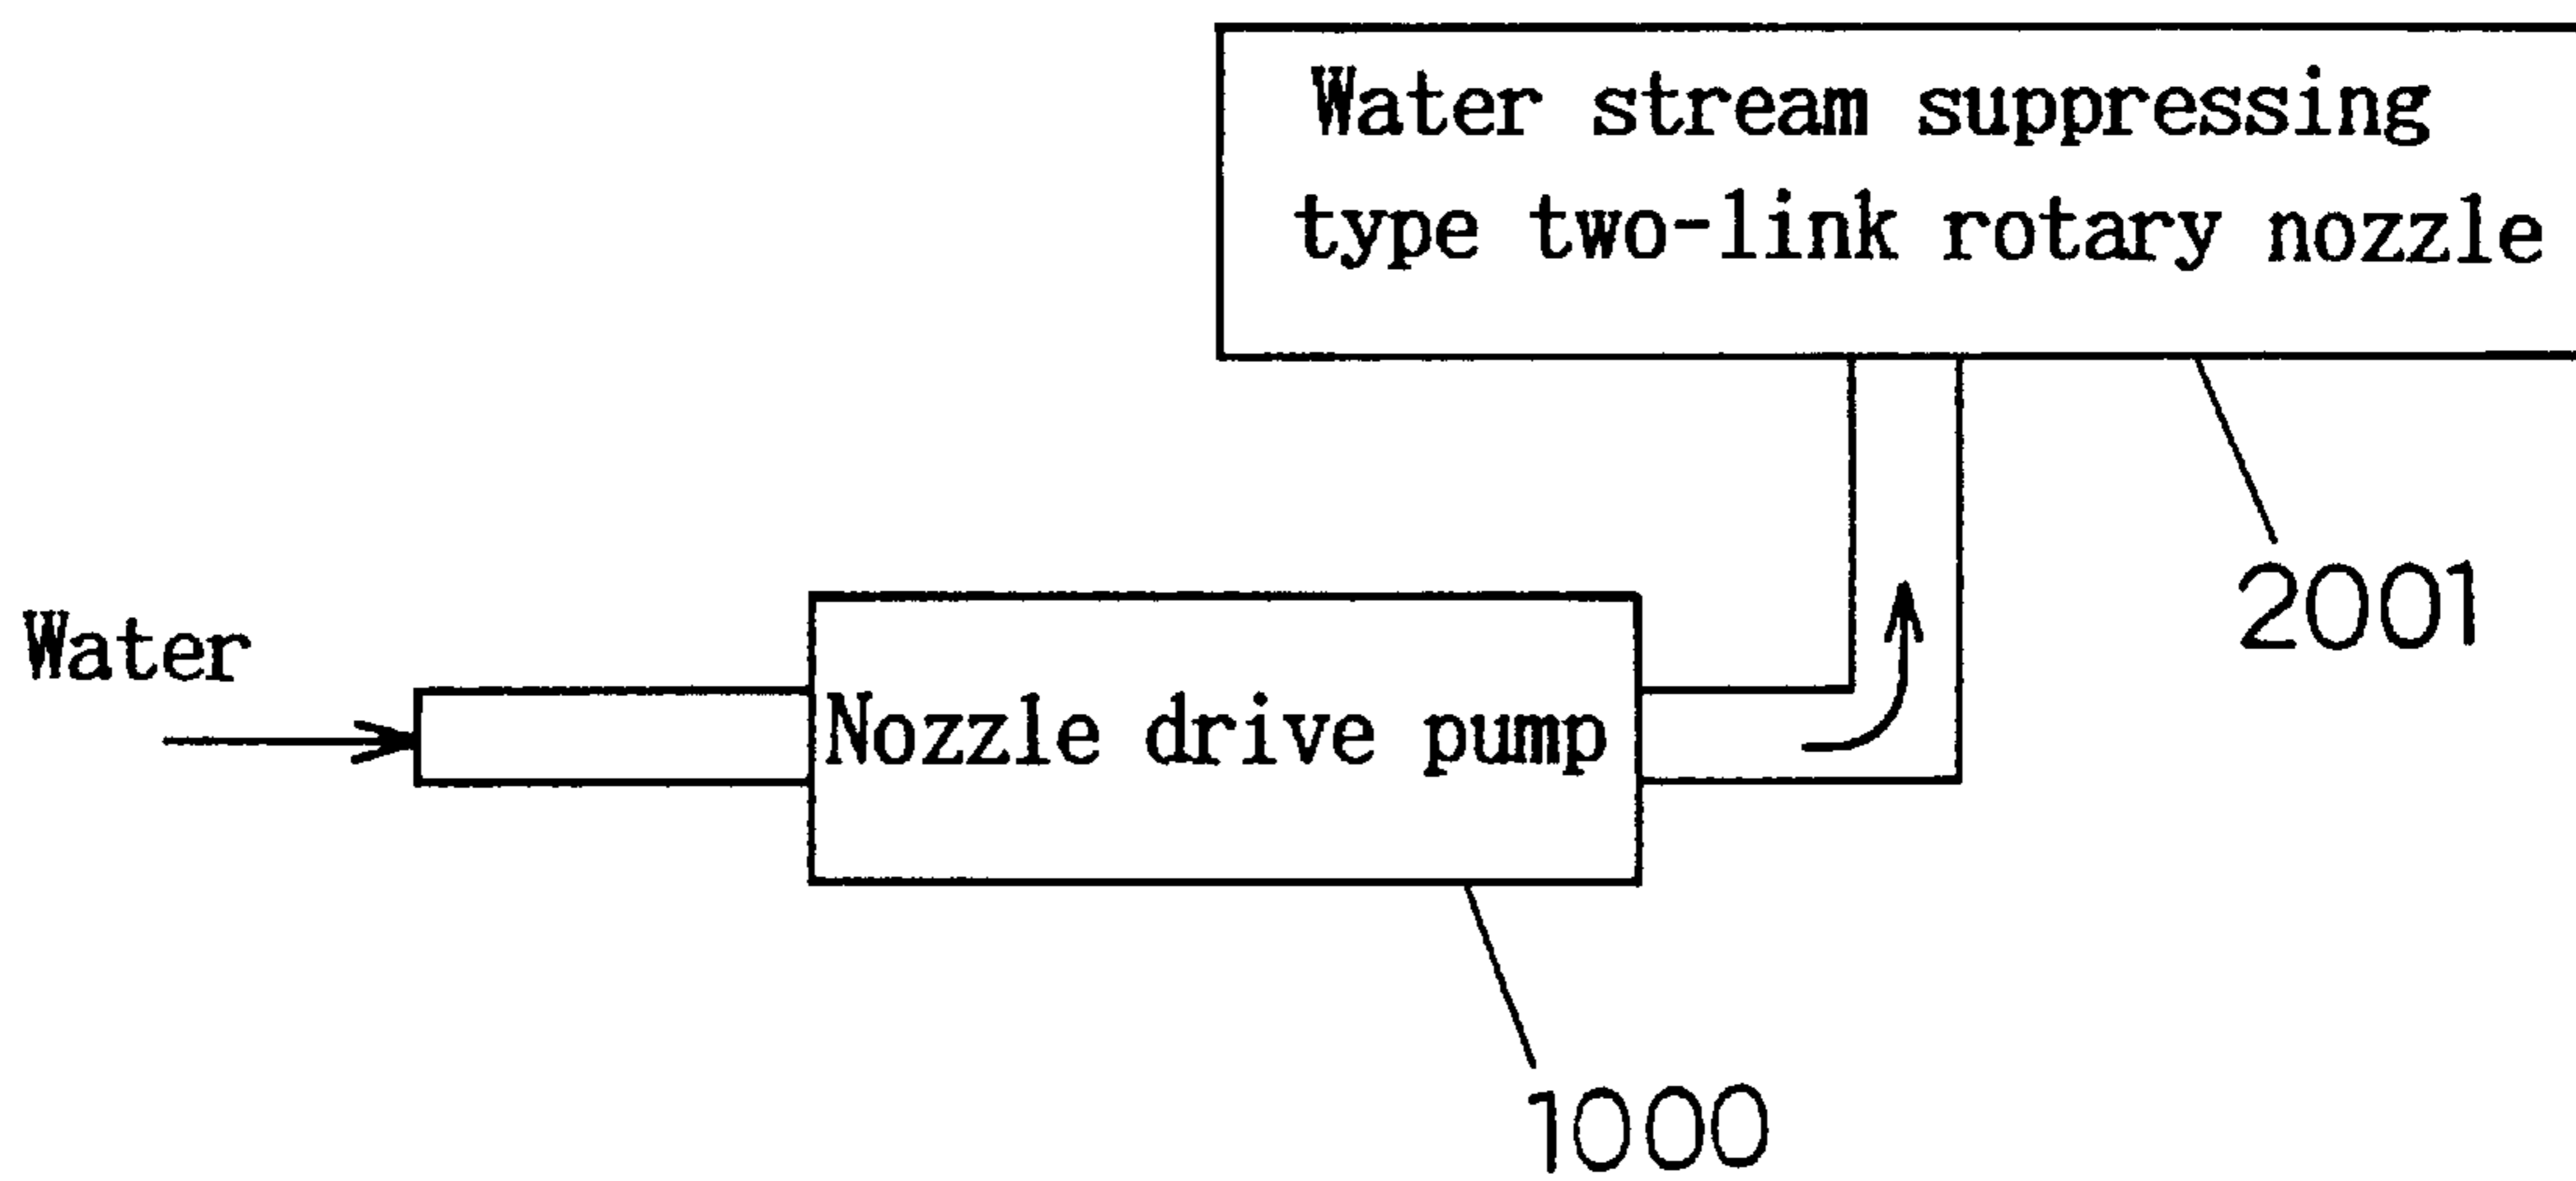 Water stream suppressing
type two-link rotary nozzle
2001
Water
Nozzle drive pump
1000